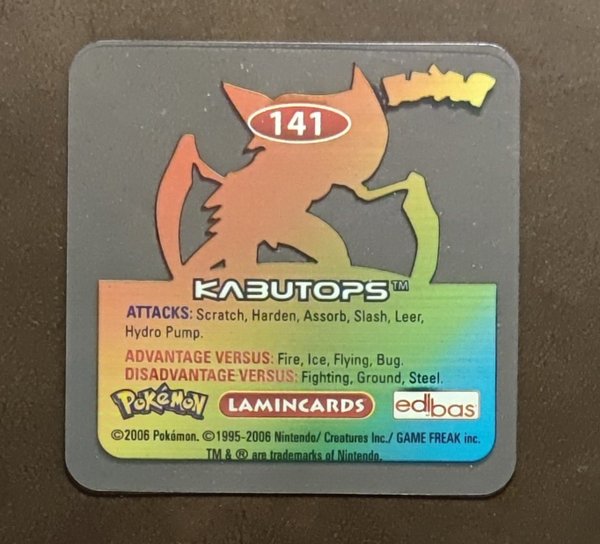 141
KABUTOPS™
ATTACKS: Scratch, Harden, Assorb, Slash, Leer,
Hydro Pump.
ADVANTAGE VERSUS: Fire, Ice, Flying, Bug.
DISADVANTAGE VERSUS: Fighting, Ground, Steel.
POKéMON LAMINCARDS edibas
©2006 Pokémon. ©1995-2006 Nintendo/ Creatures Inc./ GAME FREAK inc.
TM & ® are trademarks of Nintendo.